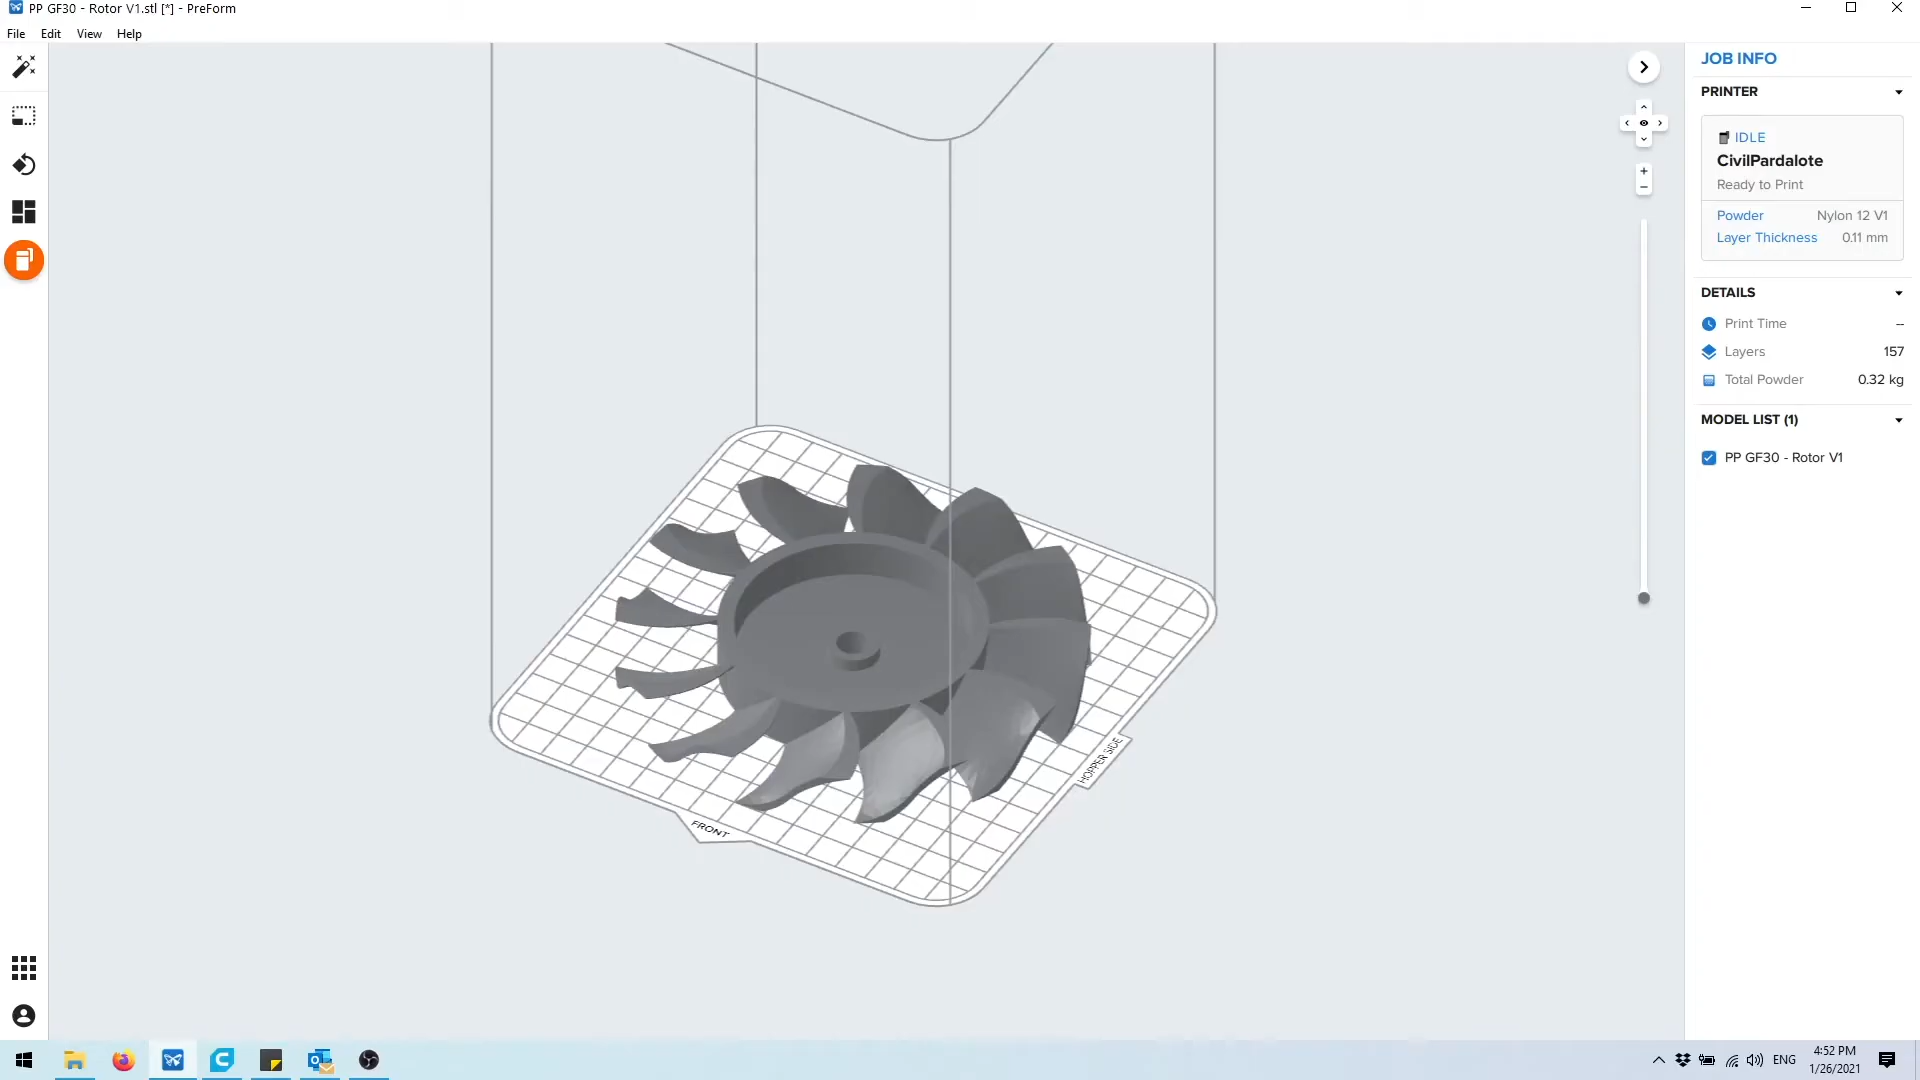 PP GF30 - Rotor V1.stl [*] - PreForm
File Edit View Help
JOB INFO
PRINTER
IDLE
CivilPardalote
Ready to Print
Powder Nylon 12 V1
Layer Thickness 0.11 mm
DETAILS
Print Time --
Layers 157
Total Powder 0.32 kg
MODEL LIST (1)
PP GF30 - Rotor V1
HOPPER SIDE
FRONT
ENG
4:52 PM
1/26/2021